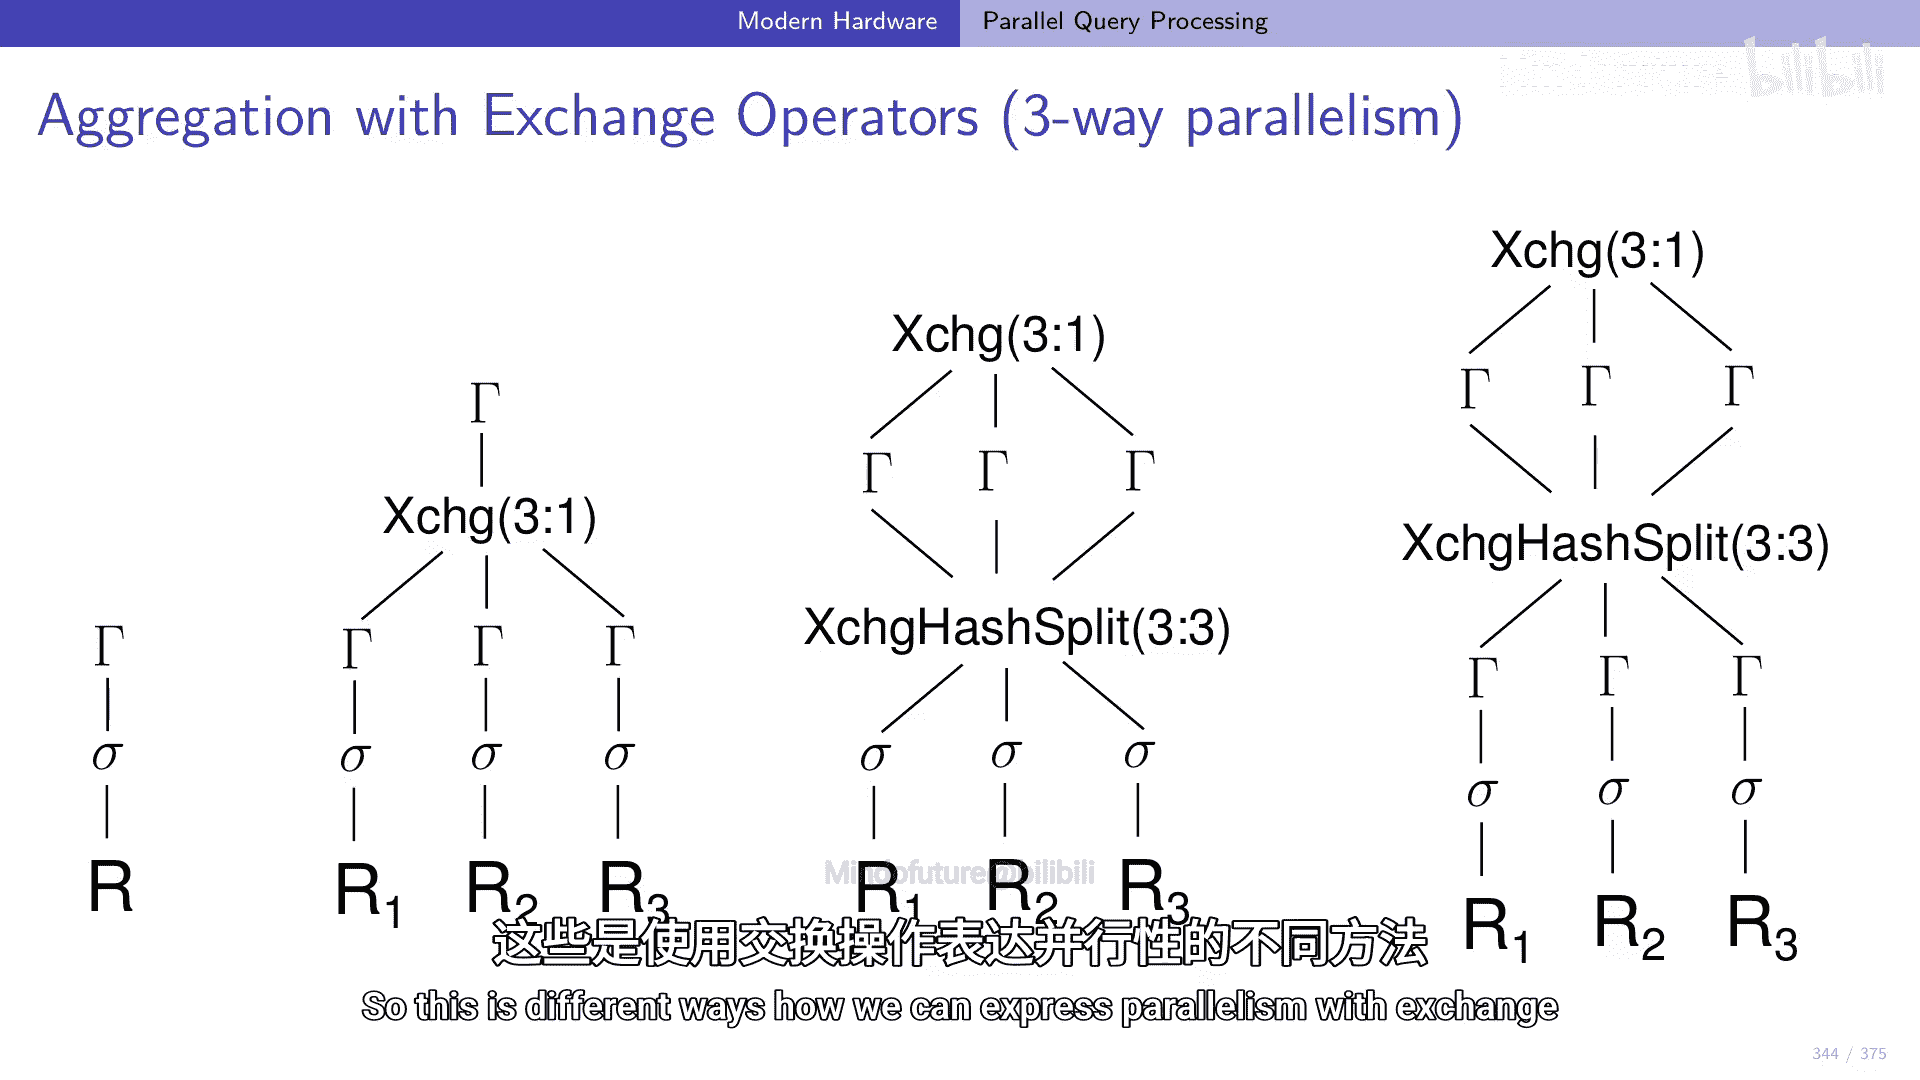 Modern Hardware Parallel Query Processing
bilibili
Aggregation with Exchange Operators (3-way parallelism)
Γ
σ
R
Γ
Xchg(3:1)
Γ Γ Γ
σ σ σ
R₁ R₂ R₃
Xchg(3:1)
Γ Γ Γ
XchgHashSplit(3:3)
σ σ σ
R₁ R₂ R₃
Xchg(3:1)
Γ Γ Γ
XchgHashSplit(3:3)
Γ Γ Γ
σ σ σ
R₁ R₂ R₃
Mindofuture@bilibili
这些是使用交换操作表达并行性的不同方法
So this is different ways how we can express parallelism with exchange
344 / 375